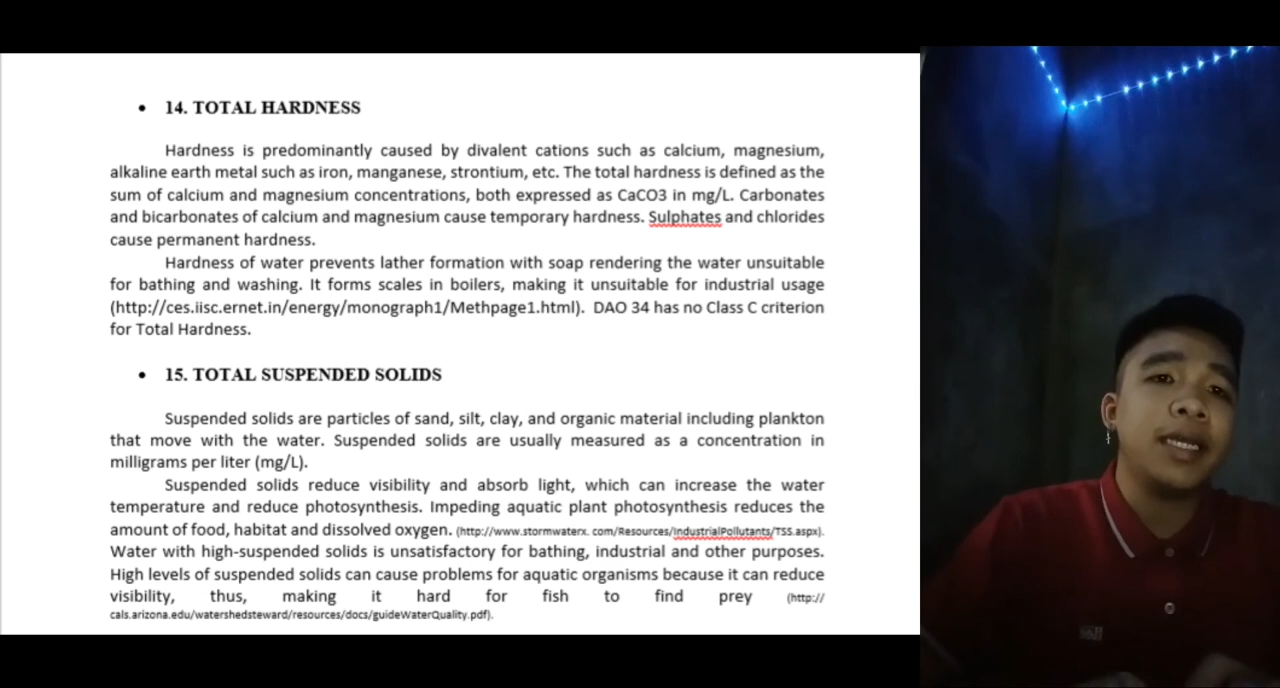 • 14. TOTAL HARDNESS
Hardness is predominantly caused by divalent cations such as calcium, magnesium,
alkaline earth metal such as iron, manganese, strontium, etc. The total hardness is defined as the
sum of calcium and magnesium concentrations, both expressed as CaCO3 in mg/L. Carbonates
and bicarbonates of calcium and magnesium cause temporary hardness. Sulphates and chlorides
cause permanent hardness.
Hardness of water prevents lather formation with soap rendering the water unsuitable
for bathing and washing. It forms scales in boilers, making it unsuitable for industrial usage
(http://ces.iisc.ernet.in/energy/monograph1/Methpage1.html). DAO 34 has no Class C criterion
for Total Hardness.
• 15. TOTAL SUSPENDED SOLIDS
Suspended solids are particles of sand, silt, clay, and organic material including plankton
that move with the water. Suspended solids are usually measured as a concentration in
milligrams per liter (mg/L).
Suspended solids reduce visibility and absorb light, which can increase the water
temperature and reduce photosynthesis. Impeding aquatic plant photosynthesis reduces the
amount of food, habitat and dissolved oxygen. (http://www.stormwaterx. com/Resources/IndustrialPollutants/TSS.aspx).
Water with high-suspended solids is unsatisfactory for bathing, industrial and other purposes.
High levels of suspended solids can cause problems for aquatic organisms because it can reduce
visibility, thus, making it hard for fish to find prey (http://
cals.arizona.edu/watershedsteward/resources/docs/guideWaterQuality.pdf).